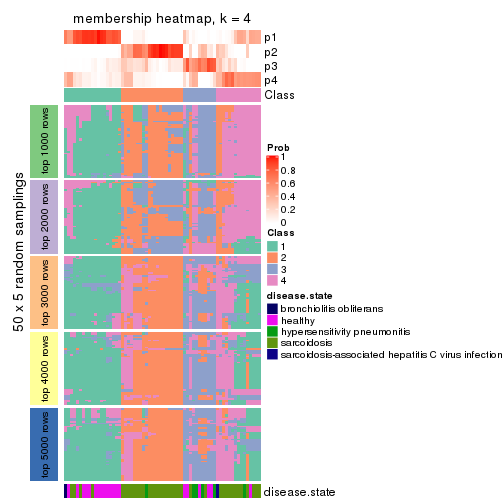 membership heatmap, k = 4
p1
p2
p3
p4
Class
50 x 5 random samplings
top 1000 rows
top 2000 rows
top 3000 rows
top 4000 rows
top 5000 rows
disease.state
Prob
1
0.8
0.6
0.4
0.2
0
Class
1
2
3
4
disease.state
bronchiolitis obliterans
healthy
hypersensitivity pneumonitis
sarcoidosis
sarcoidosis-associated hepatitis C virus infection